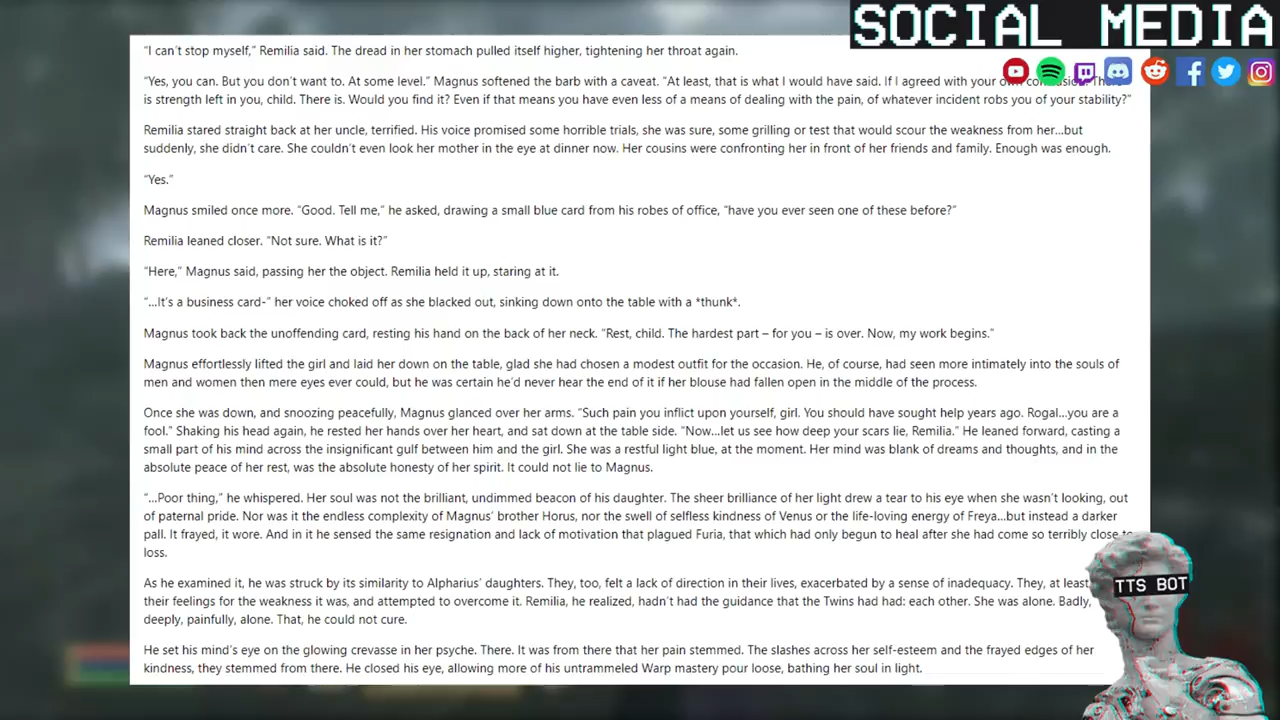 SOCIAL MEDIA
“I can’t stop myself,” Remilia said. The dread in her stomach pulled itself higher, tightening her throat again.
“Yes, you can. But you don’t want to. At some level.” Magnus softened the barb with a caveat. “At least, that is what I would have said. If I agreed with your own
is strength left in you, child. There is. Would you find it? Even if that means you have even less of a means of dealing with the pain, of whatever incident robs you of your stability?”
Remilia stared straight back at her uncle, terrified. His voice promised some horrible trials, she was sure, some grilling or test that would scour the weakness from her…but
suddenly, she didn’t care. She couldn’t even look her mother in the eye at dinner now. Her cousins were confronting her in front of her friends and family. Enough was enough.
“Yes.”
Magnus smiled once more. “Good. Tell me,” he asked, drawing a small blue card from his robes of office, “have you ever seen one of these before?”
Remilia leaned closer. “Not sure. What is it?”
“Here,” Magnus said, passing her the object. Remilia held it up, staring at it.
“…It’s a business card-” her voice choked off as she blacked out, sinking down onto the table with a *thunk*.
Magnus took back the unoffending card, resting his hand on the back of her neck. “Rest, child. The hardest part – for you – is over. Now, my work begins.”
Magnus effortlessly lifted the girl and laid her down on the table, glad she had chosen a modest outfit for the occasion. He, of course, had seen more intimately into the souls of
men and women then mere eyes ever could, but he was certain he’d never hear the end of it if her blouse had fallen open in the middle of the process.
Once she was down, and snoozing peacefully, Magnus glanced over her arms. “Such pain you inflict upon yourself, girl. You should have sought help years ago. Rogal…you are a
fool.” Shaking his head again, he rested her hands over her heart, and sat down at the table side. “Now…let us see how deep your scars lie, Remilia.” He leaned forward, casting a
small part of his mind across the insignificant gulf between him and the girl. She was a restful light blue, at the moment. Her mind was blank of dreams and thoughts, and in the
absolute peace of her rest, was the absolute honesty of her spirit. It could not lie to Magnus.
“…Poor thing,” he whispered. Her soul was not the brilliant, undimmed beacon of his daughter. The sheer brilliance of her light drew a tear to his eye when she wasn’t looking, out
of paternal pride. Nor was it the endless complexity of Magnus’ brother Horus, nor the swell of selfless kindness of Venus or the life-loving energy of Freya…but instead a darker
pall. It frayed, it wore. And in it he sensed the same resignation and lack of motivation that plagued Furia, that which had only begun to heal after she had come so terribly close to
loss.
As he examined it, he was struck by its similarity to Alpharius’ daughters. They, too, felt a lack of direction in their lives, exacerbated by a sense of inadequacy. They, at least,
their feelings for the weakness it was, and attempted to overcome it. Remilia, he realized, hadn’t had the guidance that the Twins had had: each other. She was alone. Badly,
deeply, painfully, alone. That, he could not cure.
He set his mind’s eye on the glowing crevasse in her psyche. There. It was from there that her pain stemmed. The slashes across her self-esteem and the frayed edges of her
kindness, they stemmed from there. He closed his eye, allowing more of his untrammeled Warp mastery pour loose, bathing her soul in light.
TTS BOT